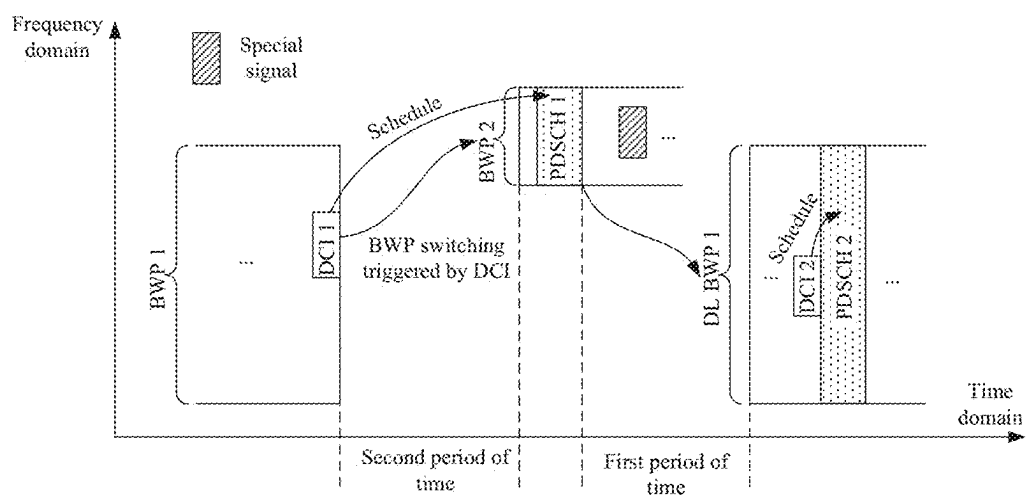 Frequency
domain
Special
signal
Schedule
BWP 2
PDSCH 1
...
BWP 1
...
DCI 1
BWP switching
triggered by DCI
DL BWP 1
...
Schedule
DCI 2
PDSCH 2
...
Time
domain
Second period of
time
First period of
time